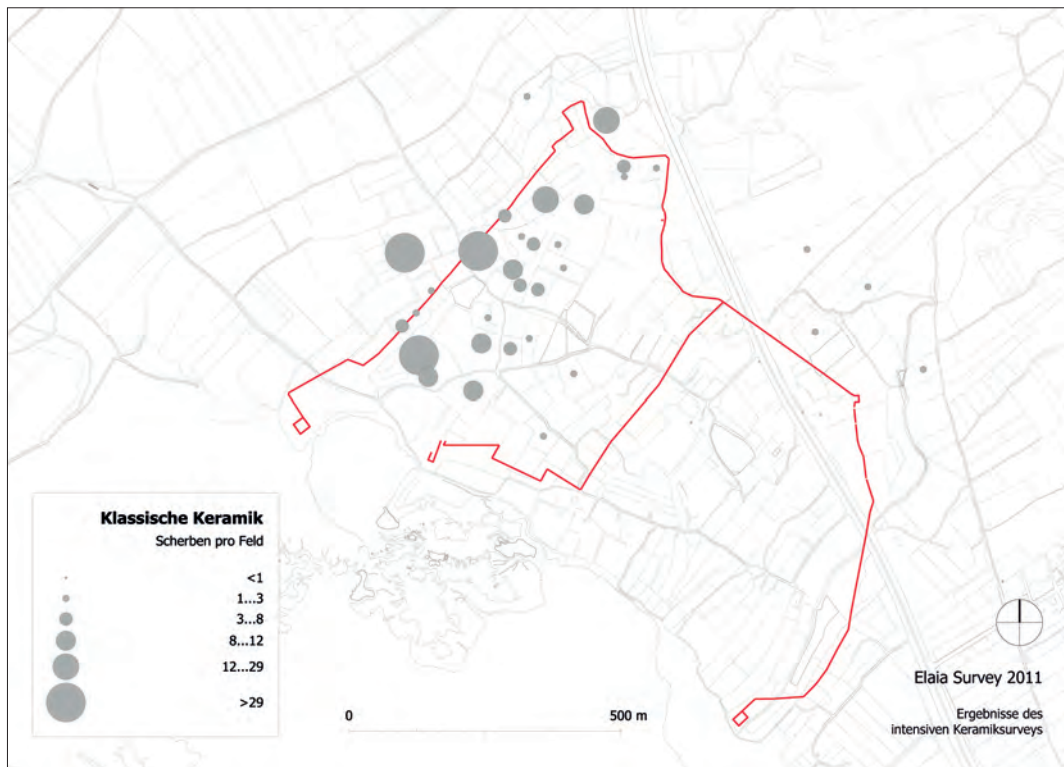 Klassische Keramik
Scherben pro Feld
<1
1...3
3...8
8...12
12...29
>29
0 500 m
Elaia Survey 2011
Ergebnisse des
intensiven Keramiksurveys